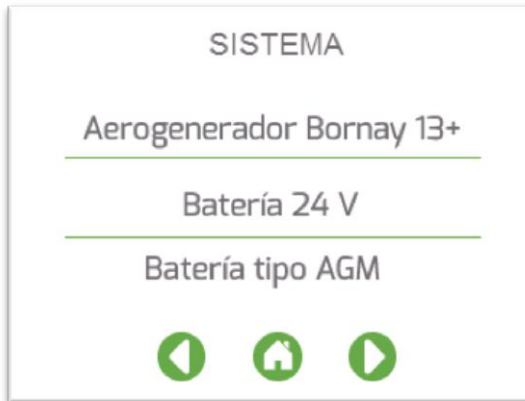 SISTEMA
Aerogenerador Bornay 13+
Batería 24 V
Batería tipo AGM